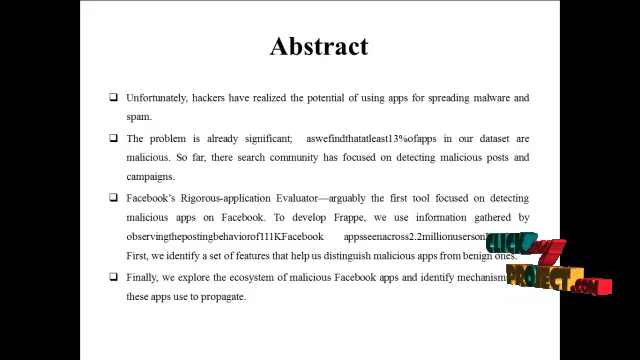 Abstract
❑ Unfortunately, hackers have realized the potential of using apps for spreading malware and
spam.
❑ The problem is already significant; aswefindthatatleast13%ofapps in our dataset are
malicious. So far, there search community has focused on detecting malicious posts and
campaigns.
❑ Facebook's Rigorous-application Evaluator—arguably the first tool focused on detecting
malicious apps on Facebook. To develop Frappe, we use information gathered by
observingthepostingbehaviorof111KFacebook appsseenacross2.2millionuserson
First, we identify a set of features that help us distinguish malicious apps from benign ones.
❑ Finally, we explore the ecosystem of malicious Facebook apps and identify
these apps use to propagate.
CLICK MY
PROJECT.COM